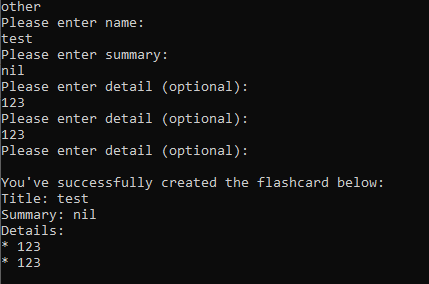 other
Please enter name:
test
Please enter summary:
nil
Please enter detail (optional):
123
Please enter detail (optional):
123
Please enter detail (optional):
You've successfully created the flashcard below:
Title: test
Summary: nil
Details:
* 123
* 123